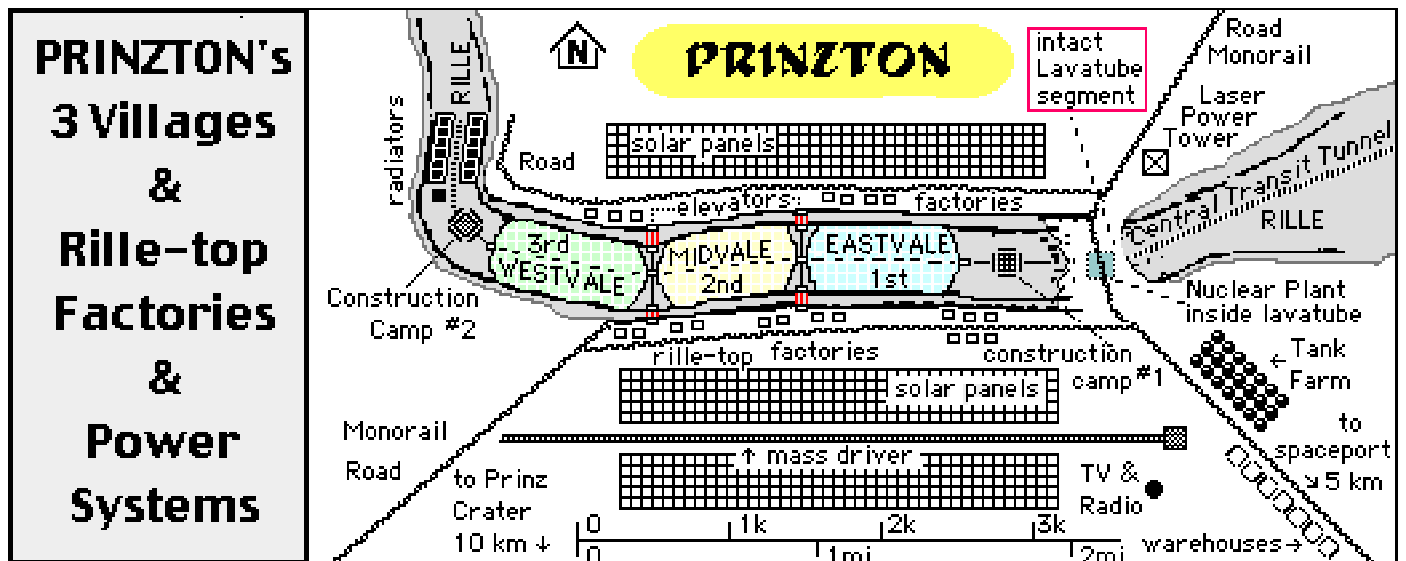 PRINZTON's
3 Villages
&
Rille-top
Factories
&
Power
Systems
N
PRINZTON
intact
Lavatube
segment
Road
Monorail
Laser
Power
Tower
RILLE
radiators
Road
solar panels
elevators
factories
Central Transit Tunnel
RILLE
3rd
WESTVALE
MIDVALE
2nd
EASTVALE
1st
Construction
Camp #2
Nuclear Plant
inside lavatube
rille-top factories
construction
camp #1
← Tank
Farm
solar panels
Monorail
Road
↑ mass driver
to
spaceport
↘ 5 km
to Prinz
Crater
10 km ↓
TV &
Radio
warehouses→
0 1k 2k 3k
0 1mi 2mi